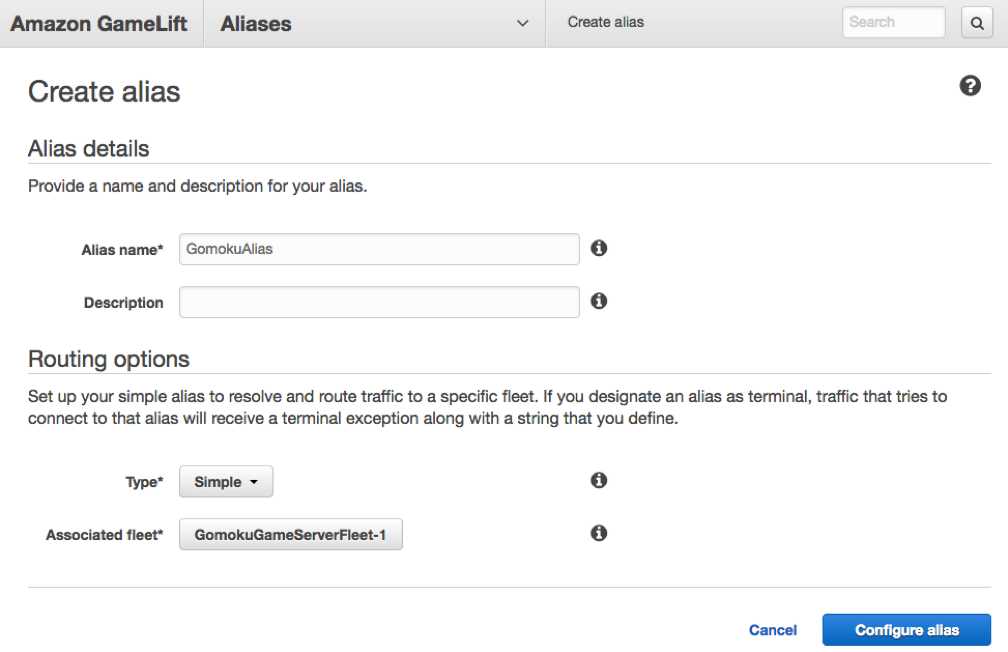 Amazon GameLift Aliases Create alias Search
Create alias
Alias details
Provide a name and description for your alias.
Alias name* GomokuAlias
Description
Routing options
Set up your simple alias to resolve and route traffic to a specific fleet. If you designate an alias as terminal, traffic that tries to
connect to that alias will receive a terminal exception along with a string that you define.
Type* Simple
Associated fleet* GomokuGameServerFleet-1
Cancel Configure alias